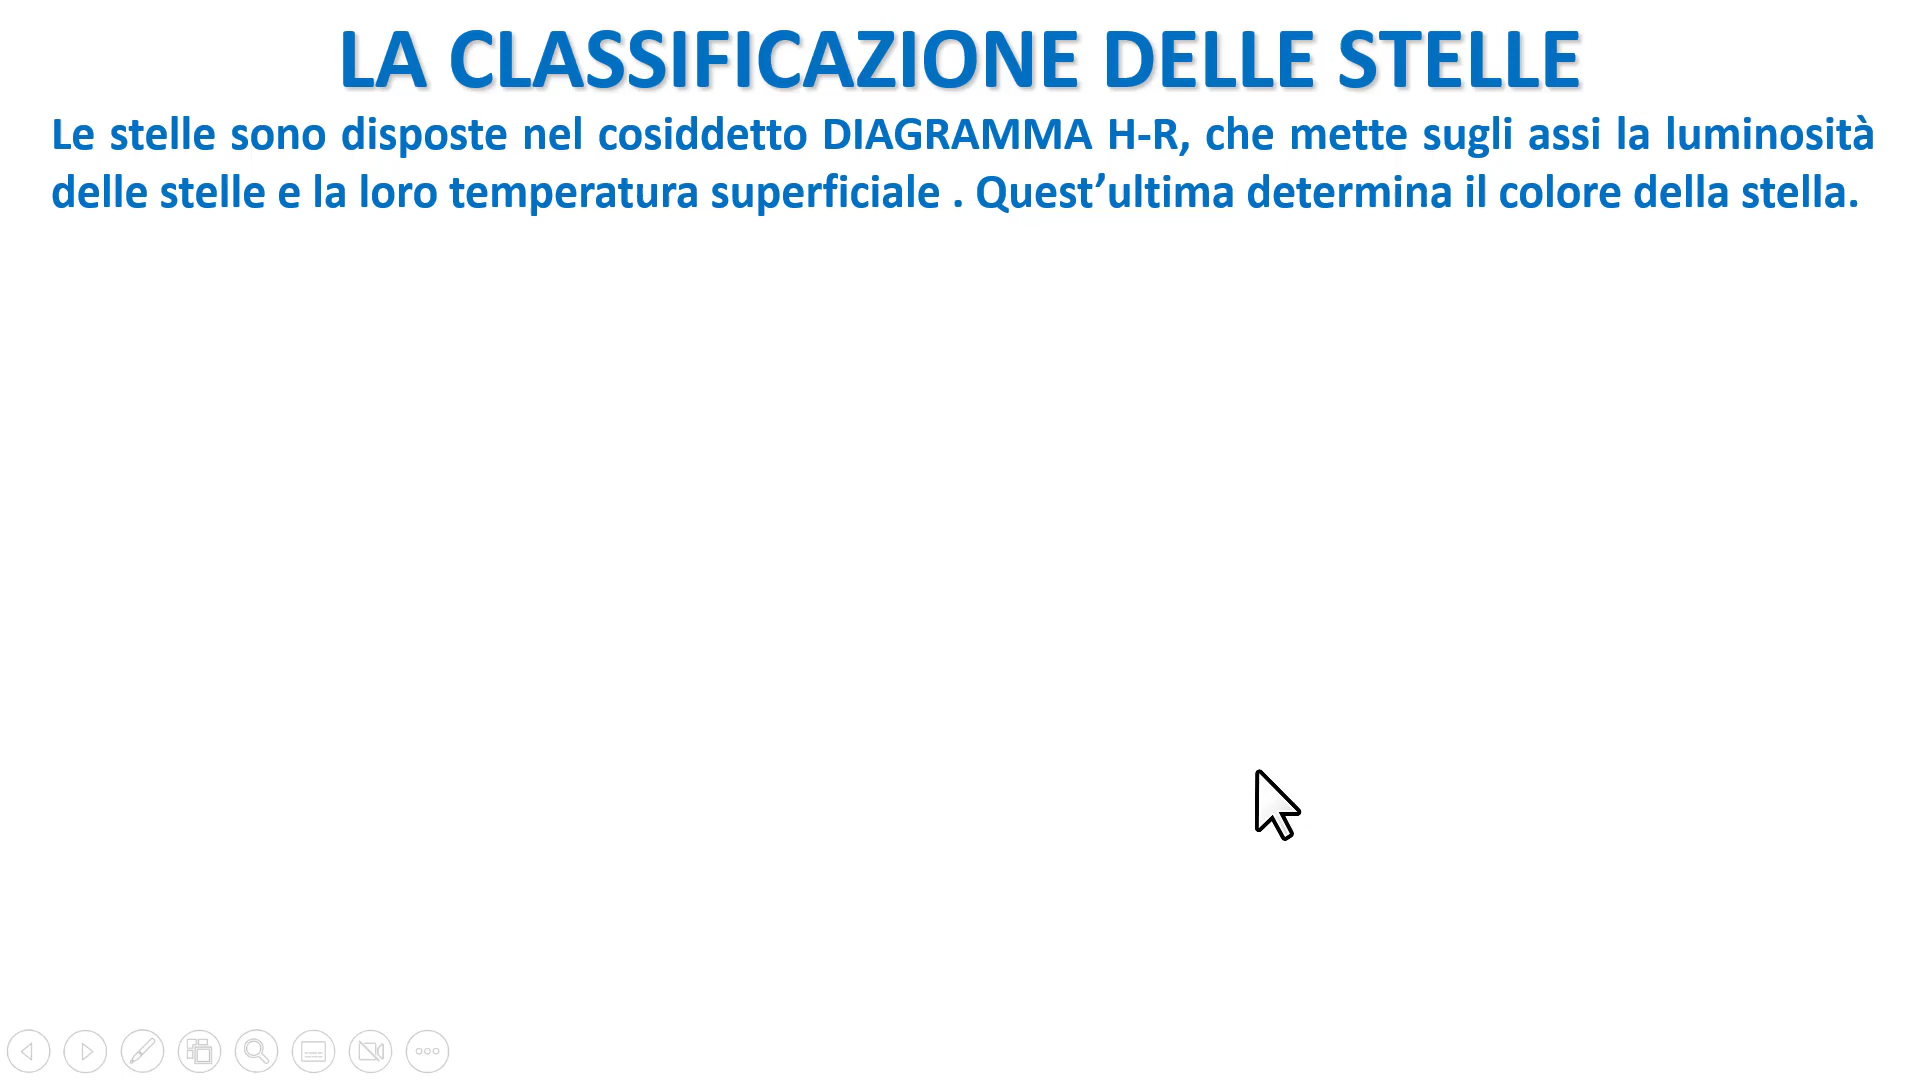 LA CLASSIFICAZIONE DELLE STELLE
Le stelle sono disposte nel cosiddetto DIAGRAMMA H-R, che mette sugli assi la luminosità
delle stelle e la loro temperatura superficiale . Quest’ultima determina il colore della stella.